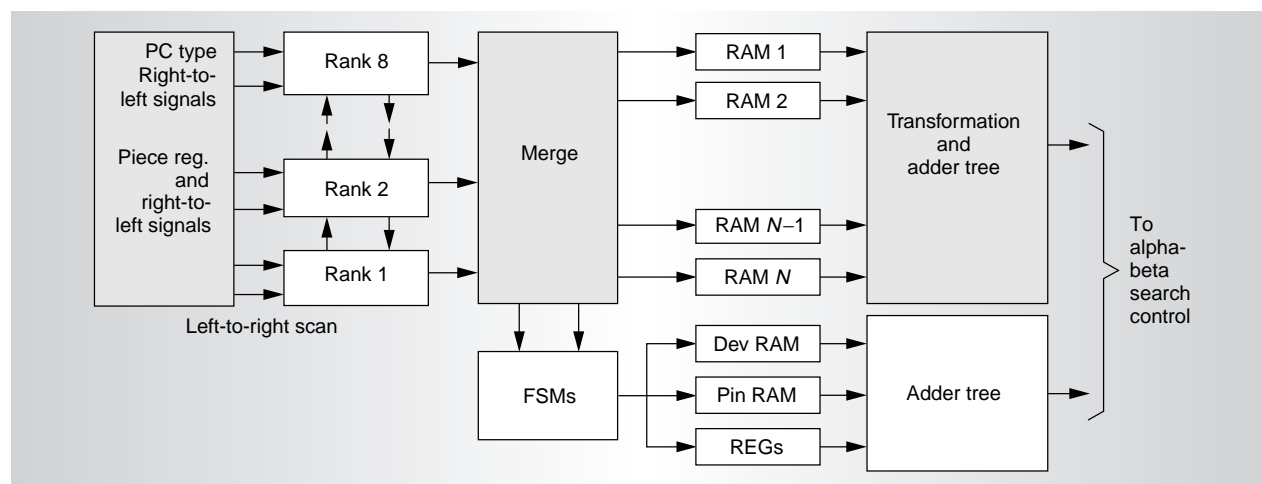 PC type
Right-to-
left signals
Piece reg.
and
right-to-
left signals
Rank 8
Rank 2
Rank 1
Left-to-right scan
Merge
FSMs
RAM 1
RAM 2
RAM N–1
RAM N
Dev RAM
Pin RAM
REGs
Transformation
and
adder tree
Adder tree
To
alpha-
beta
search
control